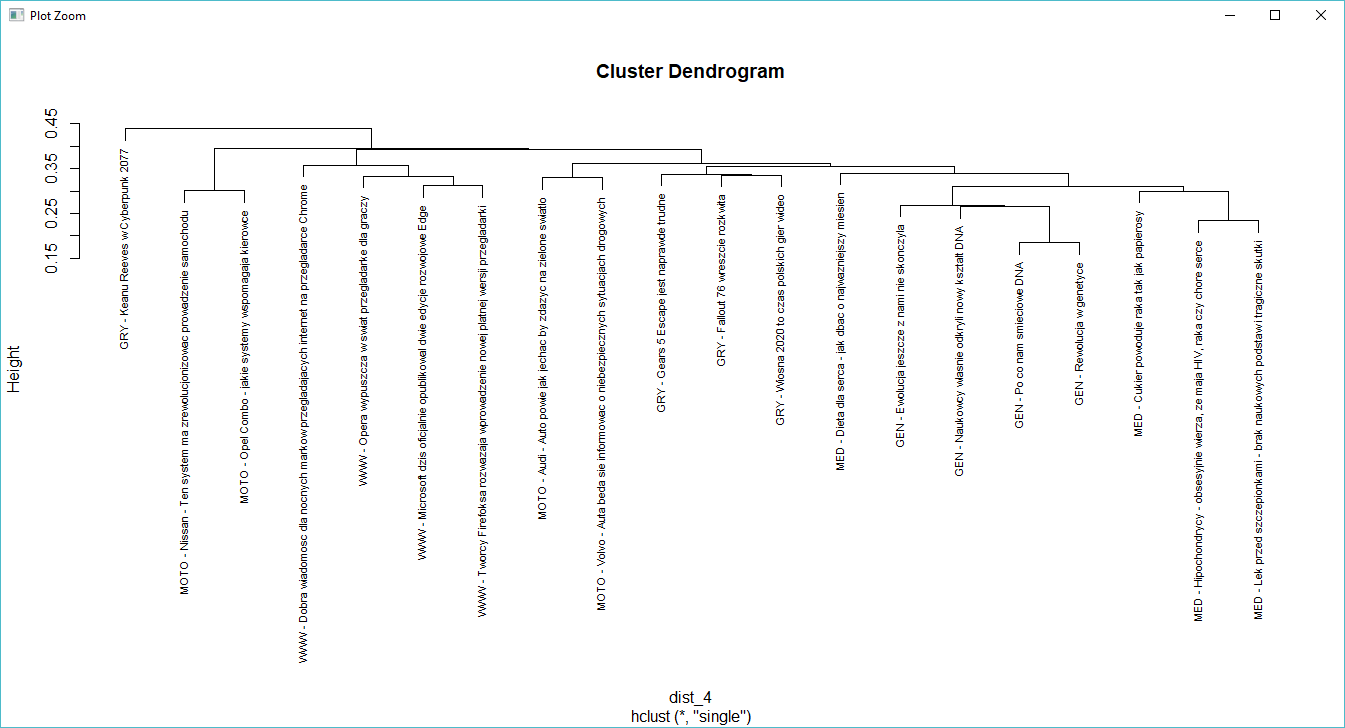 Plot Zoom
Cluster Dendrogram
Height
0.15
0.25
0.35
0.45
GRY - Keanu Reeves w Cyberpunk 2077
MOTO - Nissan - Ten system ma zrewolucjonizowac prowadzenie samochodu
MOTO - Opel Combo - jakie systemy wspomagaja kierowce
WWW - Dobra wiadomosc dla nocnych markow przegladajacych internet na przegladarce Chrome
WWW - Opera wypuszcza w swiat przegladarke dla graczy
WWW - Microsoft dzis oficjalnie opublikowal dwie edycje rozwojowe Edge
WWW - Tworcy Firefoksa rozwazaja wprowadzenie nowej platnej wersji przegladarki
MOTO - Audi - Auto powie jak jechac by zdazyc na zielone swiatlo
MOTO - Volvo - Auta beda sie informowac o niebezpiecznych sytuacjach drogowych
GRY - Gears 5 Escape jest naprawde trudne
GRY - Fallout 76 wreszcie rozkwita
GRY - Wiosna 2020 to czas polskich gier wideo
MED - Dieta dla serca - jak dbac o najwazniejszy miesien
GEN - Ewolucja jeszcze z nami nie skonczyla
GEN - Naukowcy wlasnie odkryli nowy ksztalt DNA
GEN - Po co nam smieciowe DNA
GEN - Rewolucja w genetyce
MED - Cukier powoduje raka tak jak papierosy
MED - Hipochondrycy - obsesyjnie wierza, ze maja HIV, raka czy chore serce
MED - Lek przed szczepionkami - brak naukowych podstaw i tragiczne skutki
dist_4
hclust (*, "single")